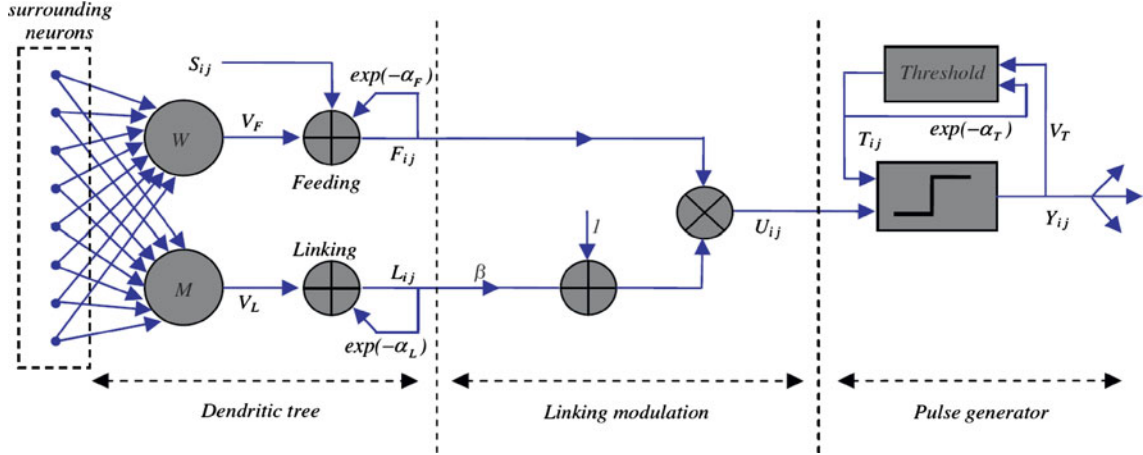 surrounding
neurons
S_ij
exp(-α_F)
Threshold
W
V_F
F_ij
Feeding
exp(-α_T)
T_ij
V_T
Y_ij
1
U_ij
Linking
M
V_L
L_ij
β
exp(-α_L)
Dendritic tree
Linking modulation
Pulse generator